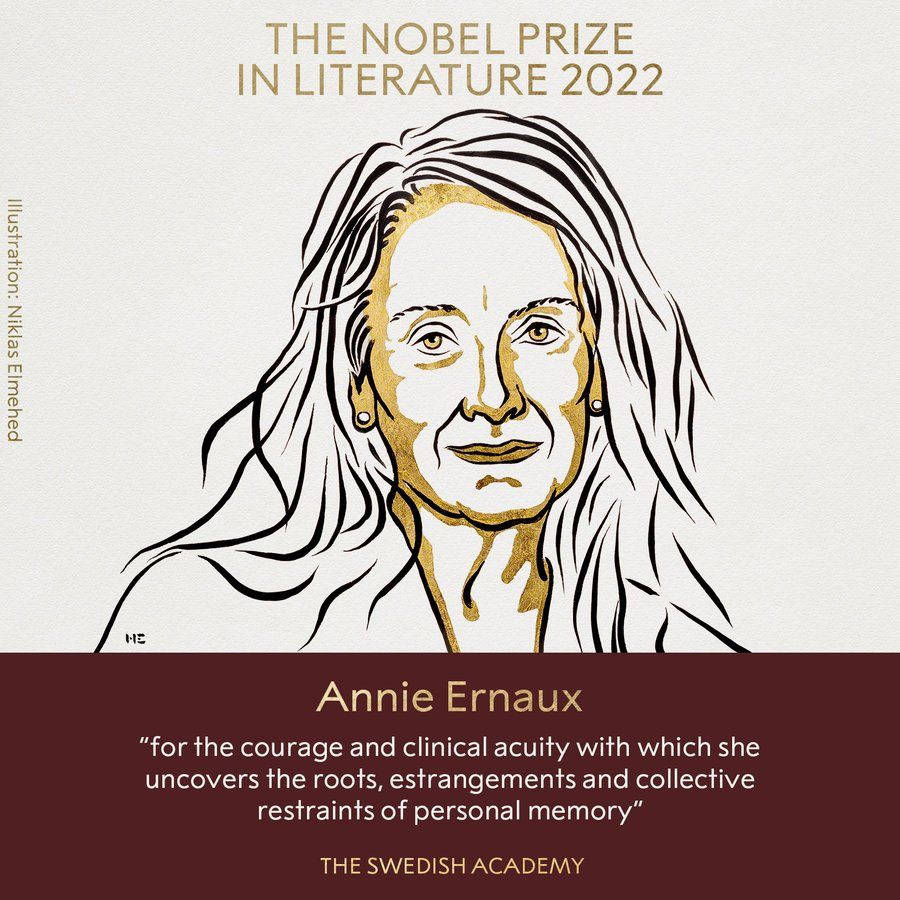 THE NOBEL PRIZE
IN LITERATURE 2022
Illustration: Niklas Elmehed
Annie Ernaux
"for the courage and clinical acuity with which she
uncovers the roots, estrangements and collective
restraints of personal memory"
THE SWEDISH ACADEMY